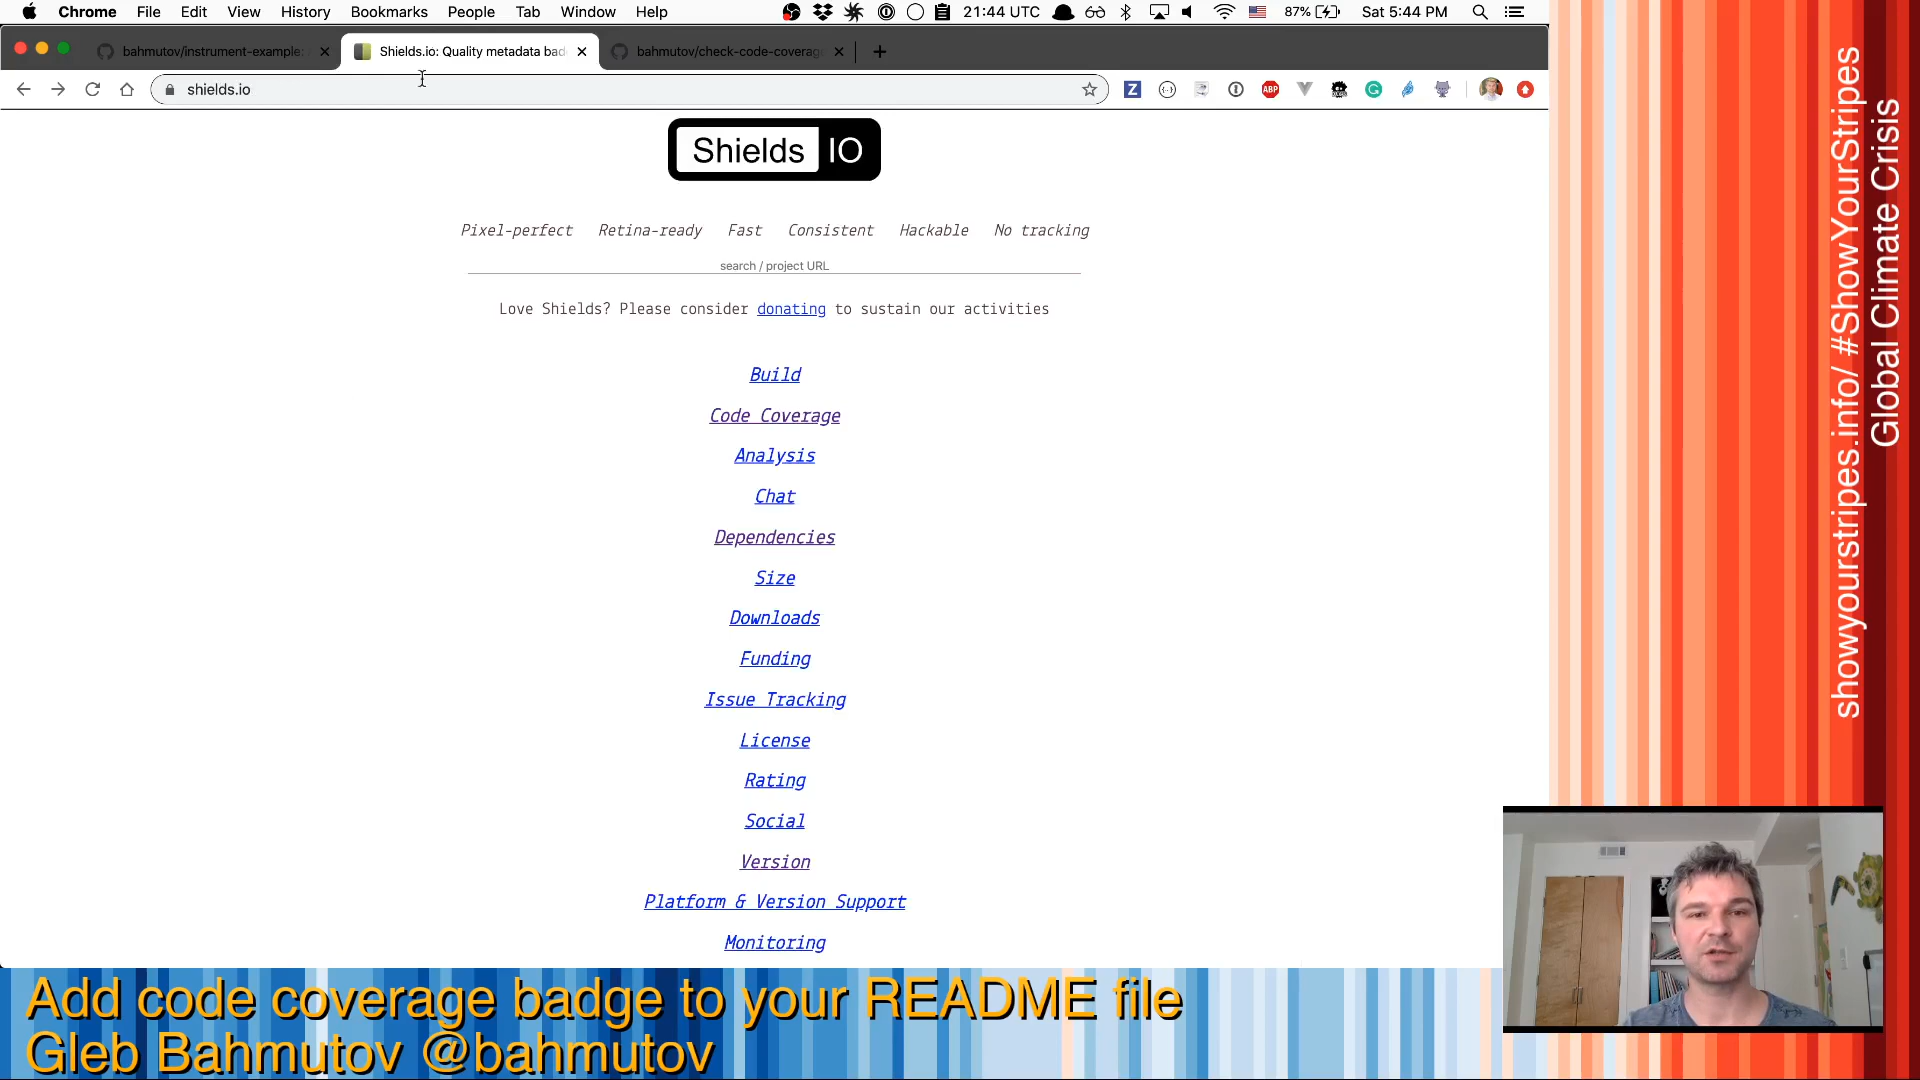 Chrome File Edit View History Bookmarks People Tab Window Help 21:44 UTC 87% Sat 5:44 PM
bahmutov/instrument-example: Shields.io: Quality metadata bad bahmutov/check-code-coverag
shields.io
Shields IO
Pixel-perfect Retina-ready Fast Consistent Hackable No tracking
search / project URL
Love Shields? Please consider donating to sustain our activities
Build
Code Coverage
Analysis
Chat
Dependencies
Size
Downloads
Funding
Issue Tracking
License
Rating
Social
Version
Platform & Version Support
Monitoring
showyourstripes.info/ #ShowYourStripes
Global Climate Crisis
Add code coverage badge to your README file
Gleb Bahmutov @bahmutov